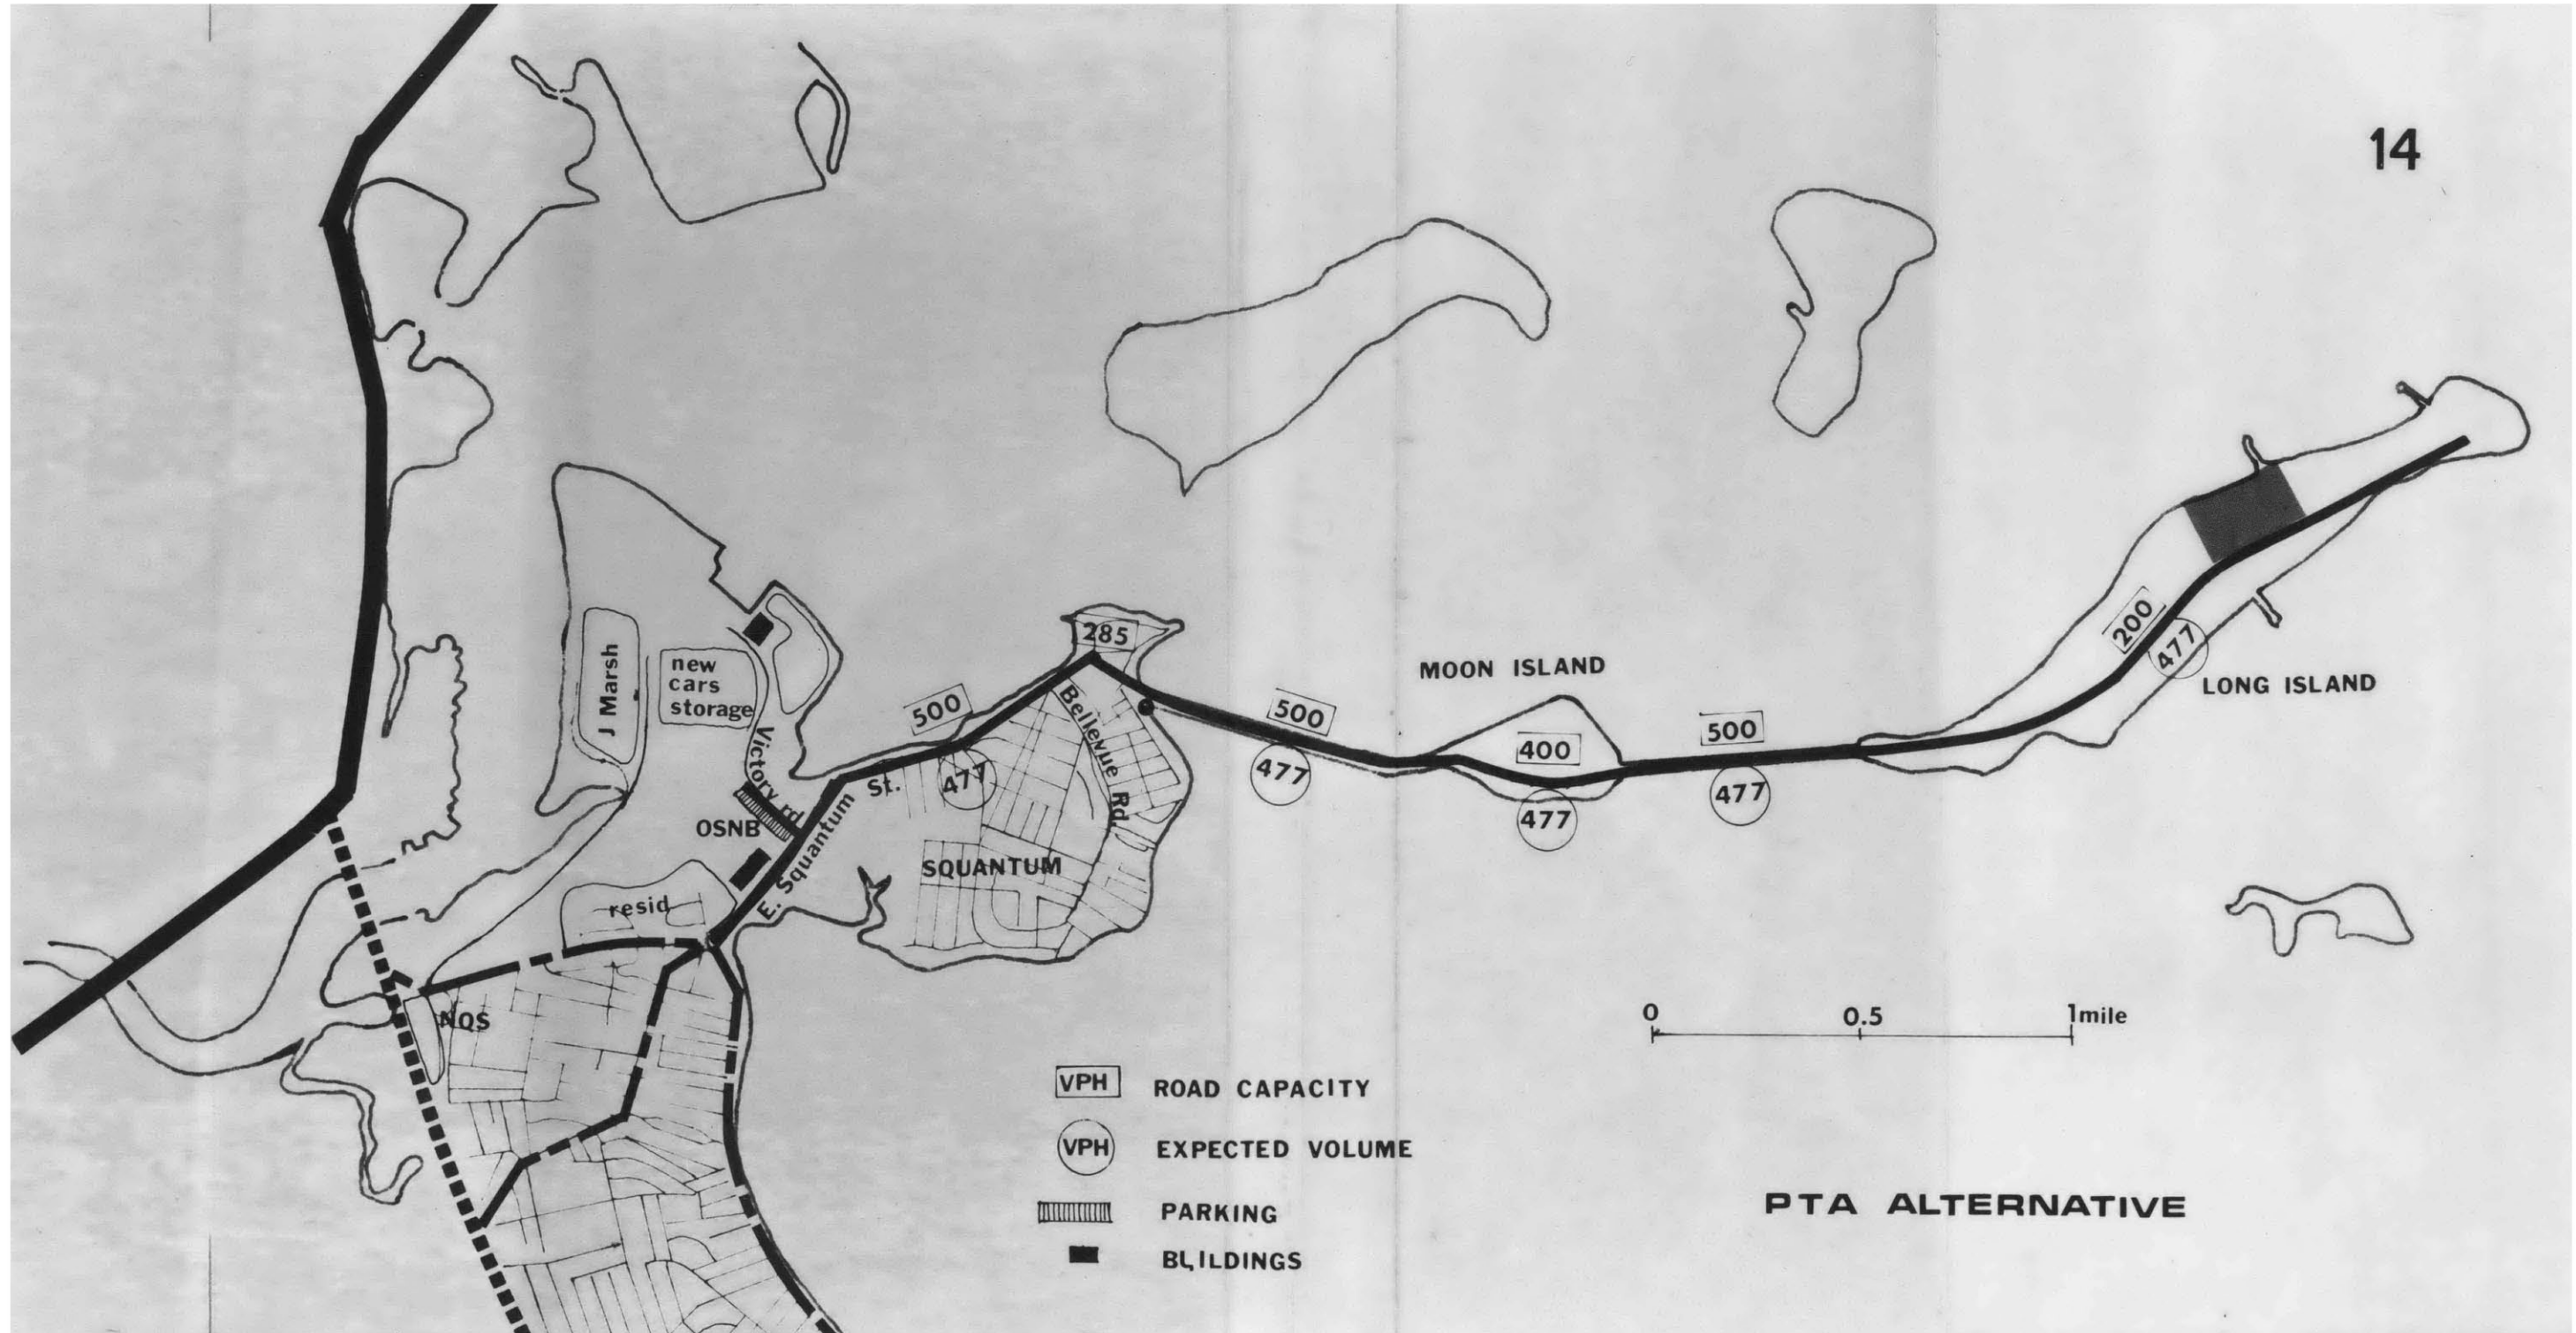 14
285
500
J Marsh
new
cars
storage
Victory rd
OSNB
E. Squantum St.
477
Bellevue Rd.
SQUANTUM
resid
NQS
500
477
MOON ISLAND
400
477
500
477
200
477
LONG ISLAND
0 0.5 1mile
VPH ROAD CAPACITY
VPH EXPECTED VOLUME
PARKING
BUILDINGS
PTA ALTERNATIVE